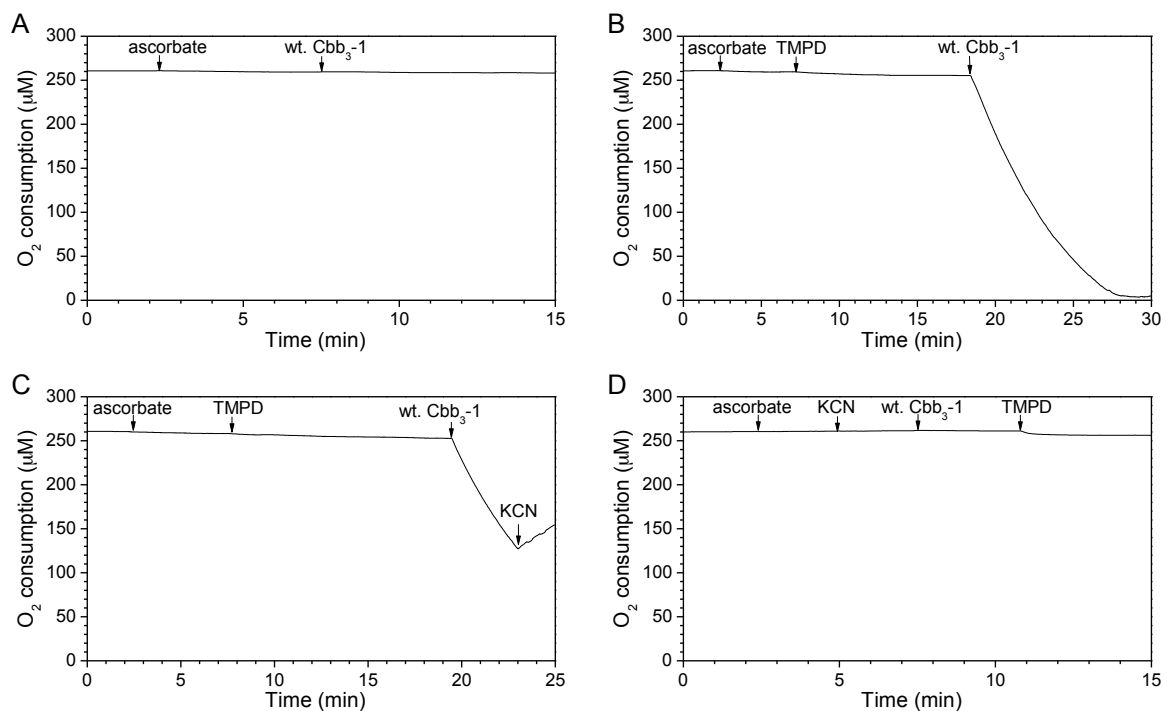 A
O₂ consumption (μM)
300
250
200
150
100
50
0
ascorbate
wt. Cbb₃-1
0 5 10 15
Time (min)
B
O₂ consumption (μM)
300
250
200
150
100
50
0
ascorbate TMPD
wt. Cbb₃-1
0 5 10 15 20 25 30
Time (min)
C
O₂ consumption (μM)
300
250
200
150
100
50
0
ascorbate TMPD
wt. Cbb₃-1
KCN
0 5 10 15 20 25
Time (min)
D
O₂ consumption (μM)
300
250
200
150
100
50
0
ascorbate KCN wt. Cbb₃-1 TMPD
0 5 10 15
Time (min)